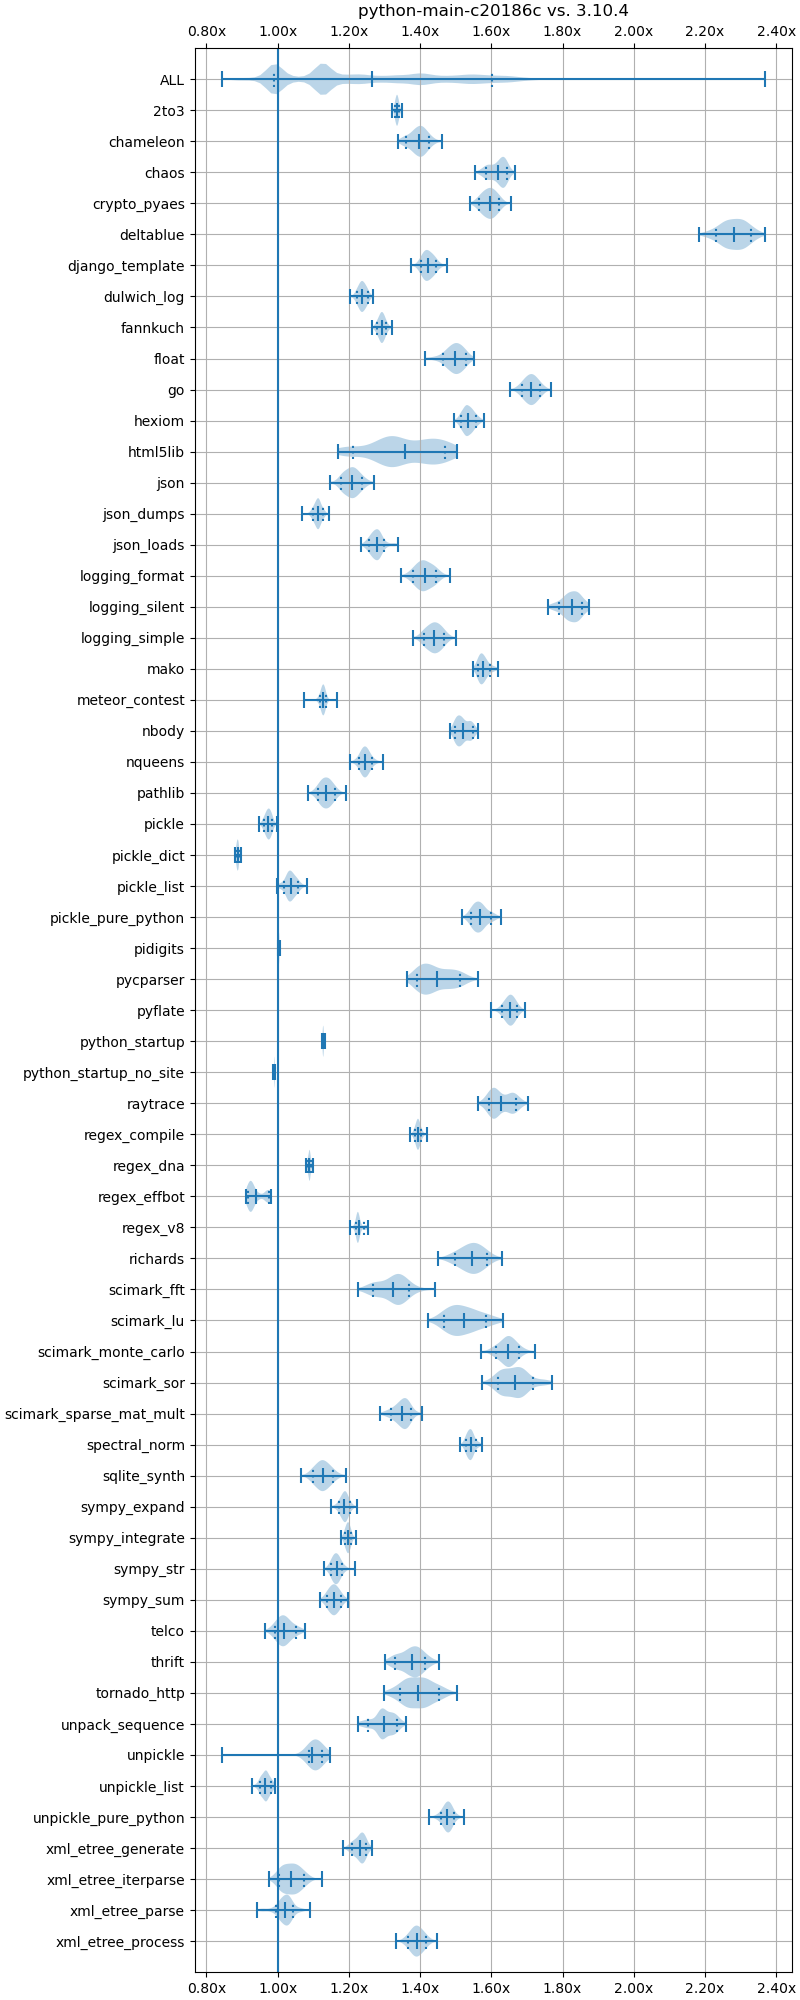 python-main-c20186c vs. 3.10.4
0.80x 1.00x 1.20x 1.40x 1.60x 1.80x 2.00x 2.20x 2.40x
ALL
2to3
chameleon
chaos
crypto_pyaes
deltablue
django_template
dulwich_log
fannkuch
float
go
hexiom
html5lib
json
json_dumps
json_loads
logging_format
logging_silent
logging_simple
mako
meteor_contest
nbody
nqueens
pathlib
pickle
pickle_dict
pickle_list
pickle_pure_python
pidigits
pycparser
pyflate
python_startup
python_startup_no_site
raytrace
regex_compile
regex_dna
regex_effbot
regex_v8
richards
scimark_fft
scimark_lu
scimark_monte_carlo
scimark_sor
scimark_sparse_mat_mult
spectral_norm
sqlite_synth
sympy_expand
sympy_integrate
sympy_str
sympy_sum
telco
thrift
tornado_http
unpack_sequence
unpickle
unpickle_list
unpickle_pure_python
xml_etree_generate
xml_etree_iterparse
xml_etree_parse
xml_etree_process
0.80x 1.00x 1.20x 1.40x 1.60x 1.80x 2.00x 2.20x 2.40x